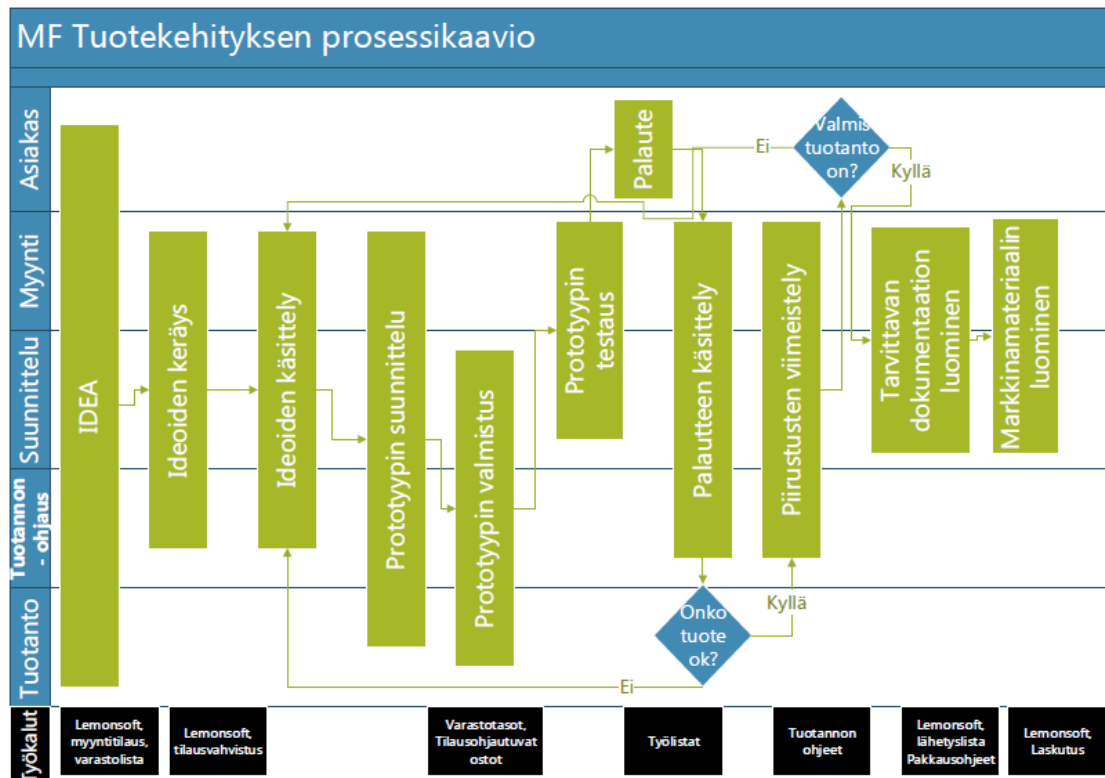 MF Tuotekehityksen prosessikaavio
Asiakas
Myynti
Suunnittelu
Tuotannon
- ohjaus
Tuotanto
Työkalut
IDEA
Ideoiden keräys
Ideoiden käsittely
Prototyypin suunnittelu
Prototyypin valmistus
Prototyypin
testaus
Palaute
Palautteen käsittely
Onko
tuote
ok?
Ei
Kyllä
Piirustusten viimeistely
Valmis
tuotanto
on?
Ei
Kyllä
Tarvittavan
dokumentaation
luominen
Markkinamateriaalin
luominen
Lemonsoft,
myyntitilaus,
varastolista
Lemonsoft,
tilausvahvistus
Varastotasot,
Tilausohjautuvat
ostot
Työlistat
Tuotannon
ohjeet
Lemonsoft,
lähetyslista
Pakkausohjeet
Lemonsoft,
Laskutus